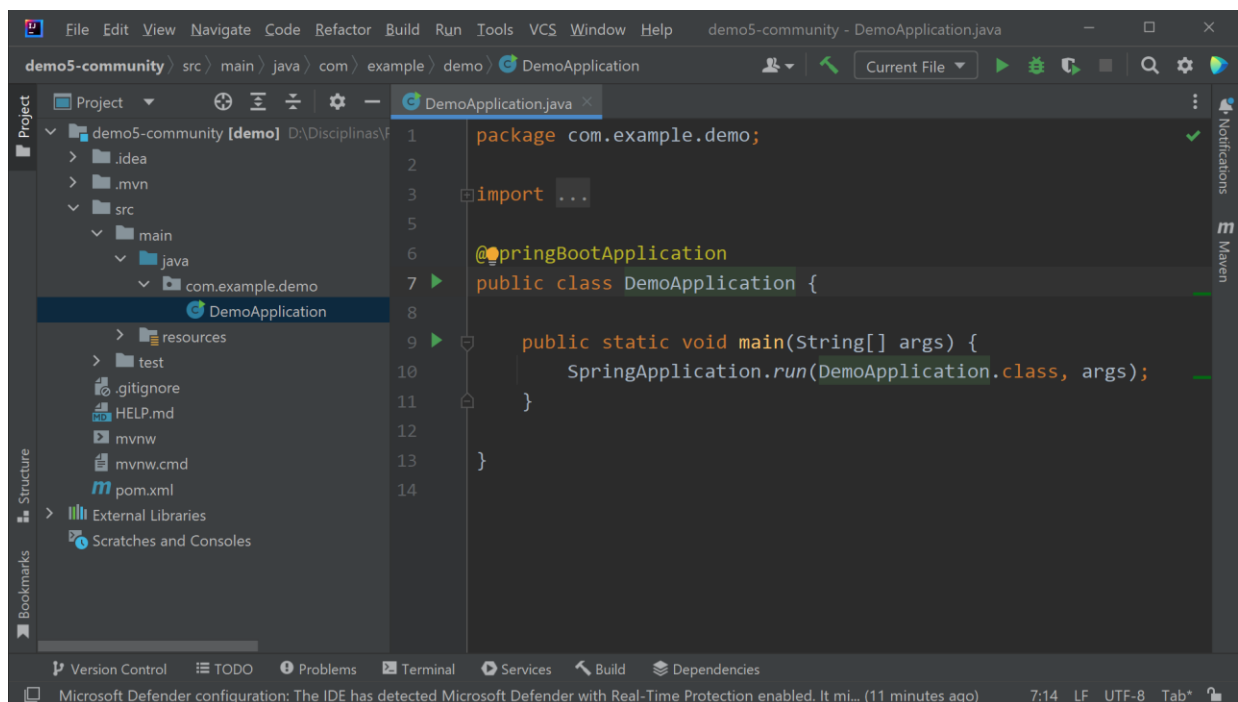 File Edit View Navigate Code Refactor Build Run Tools VCS Window Help demo5-community - DemoApplication.java
demo5-community src main java com example demo DemoApplication Current File
Project
Project
DemoApplication.java
demo5-community [demo] D:\Disciplinas\
.idea
.mvn
src
main
java
com.example.demo
DemoApplication
resources
test
.gitignore
HELP.md
mvnw
mvnw.cmd
pom.xml
External Libraries
Scratches and Consoles
Structure
Bookmarks
1 package com.example.demo;
2
3 import ...
5
6 @SpringBootApplication
7 public class DemoApplication {
8
9 public static void main(String[] args) {
10 SpringApplication.run(DemoApplication.class, args);
11 }
12
13 }
14
Notifications
m Maven
Version Control TODO Problems Terminal Services Build Dependencies
Microsoft Defender configuration: The IDE has detected Microsoft Defender with Real-Time Protection enabled. It mi... (11 minutes ago) 7:14 LF UTF-8 Tab*